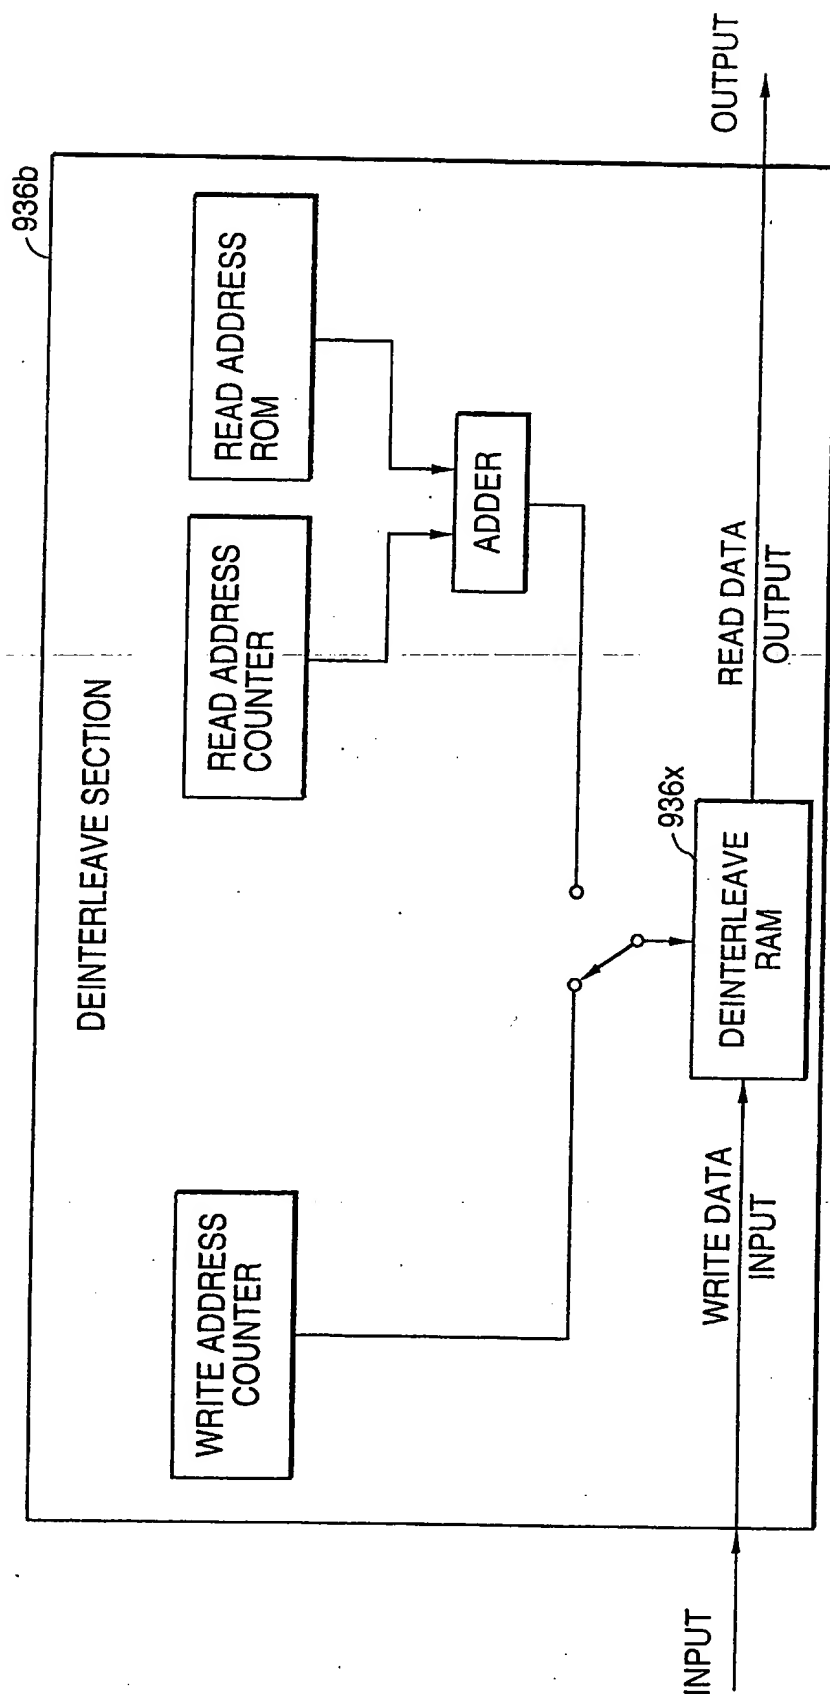 936b
DEINTERLEAVE SECTION
WRITE ADDRESS
COUNTER
READ ADDRESS
COUNTER
READ ADDRESS
ROM
ADDER
936x
INPUT
WRITE DATA
INPUT
DEINTERLEAVE
RAM
READ DATA
OUTPUT
OUTPUT